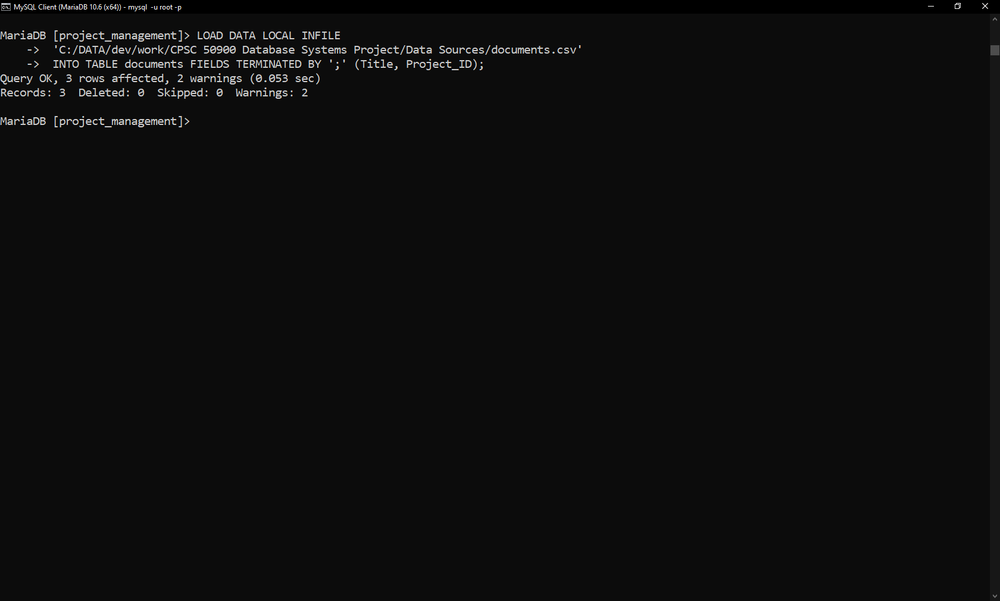 MySQL Client (MariaDB 10.6 (x64)) - mysql  -u root -p
MariaDB [project_management]> LOAD DATA LOCAL INFILE
    ->  'C:/DATA/dev/work/CPSC 50900 Database Systems Project/Data Sources/documents.csv'
    ->  INTO TABLE documents FIELDS TERMINATED BY ';' (Title, Project_ID);
Query OK, 3 rows affected, 2 warnings (0.053 sec)
Records: 3  Deleted: 0  Skipped: 0  Warnings: 2
MariaDB [project_management]>